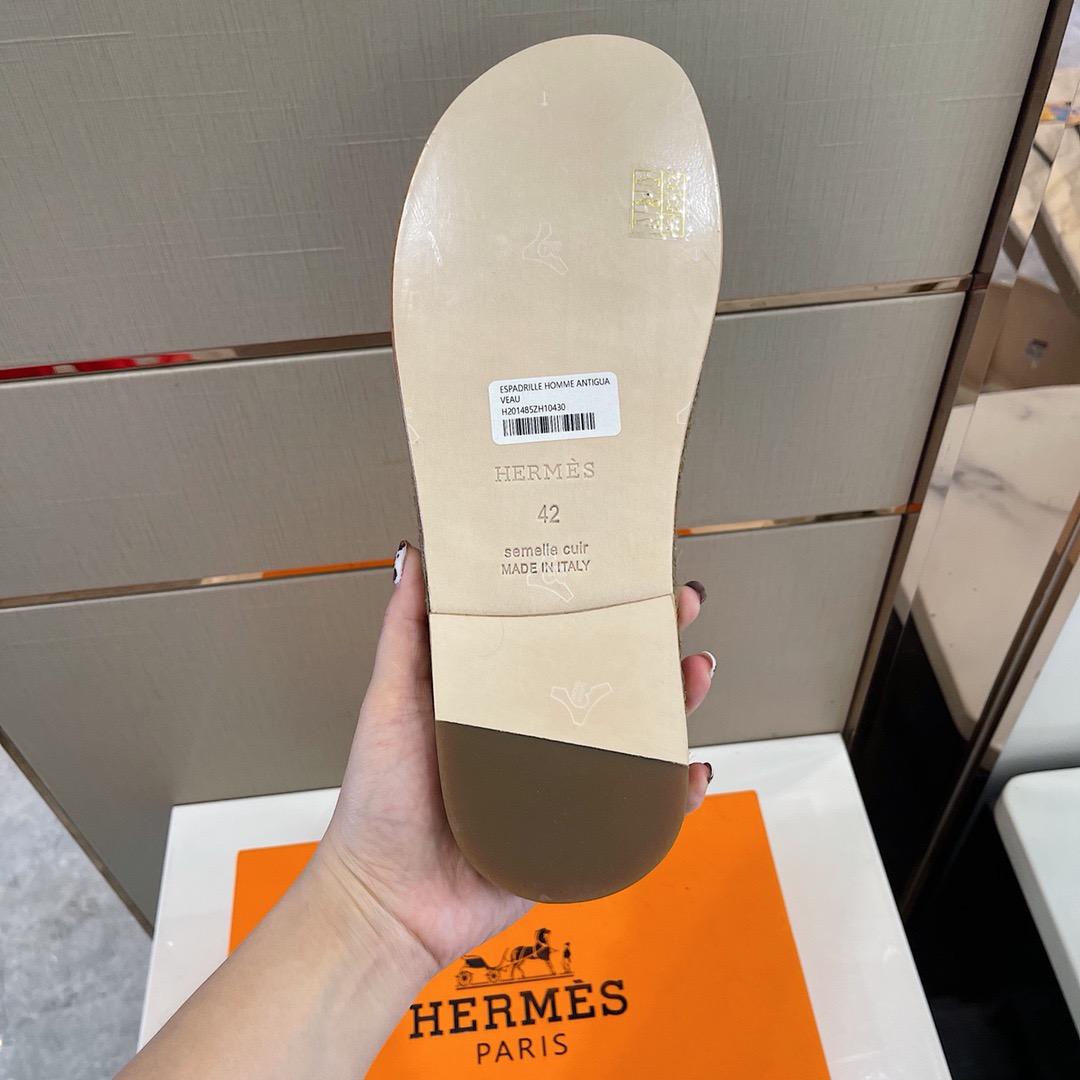 ESPADRILLE HOMME ANTIGUA
VEAU
H201485ZH10430
HERMÈS
42
semelle cuir
MADE IN ITALY
HERMÈS
PARIS